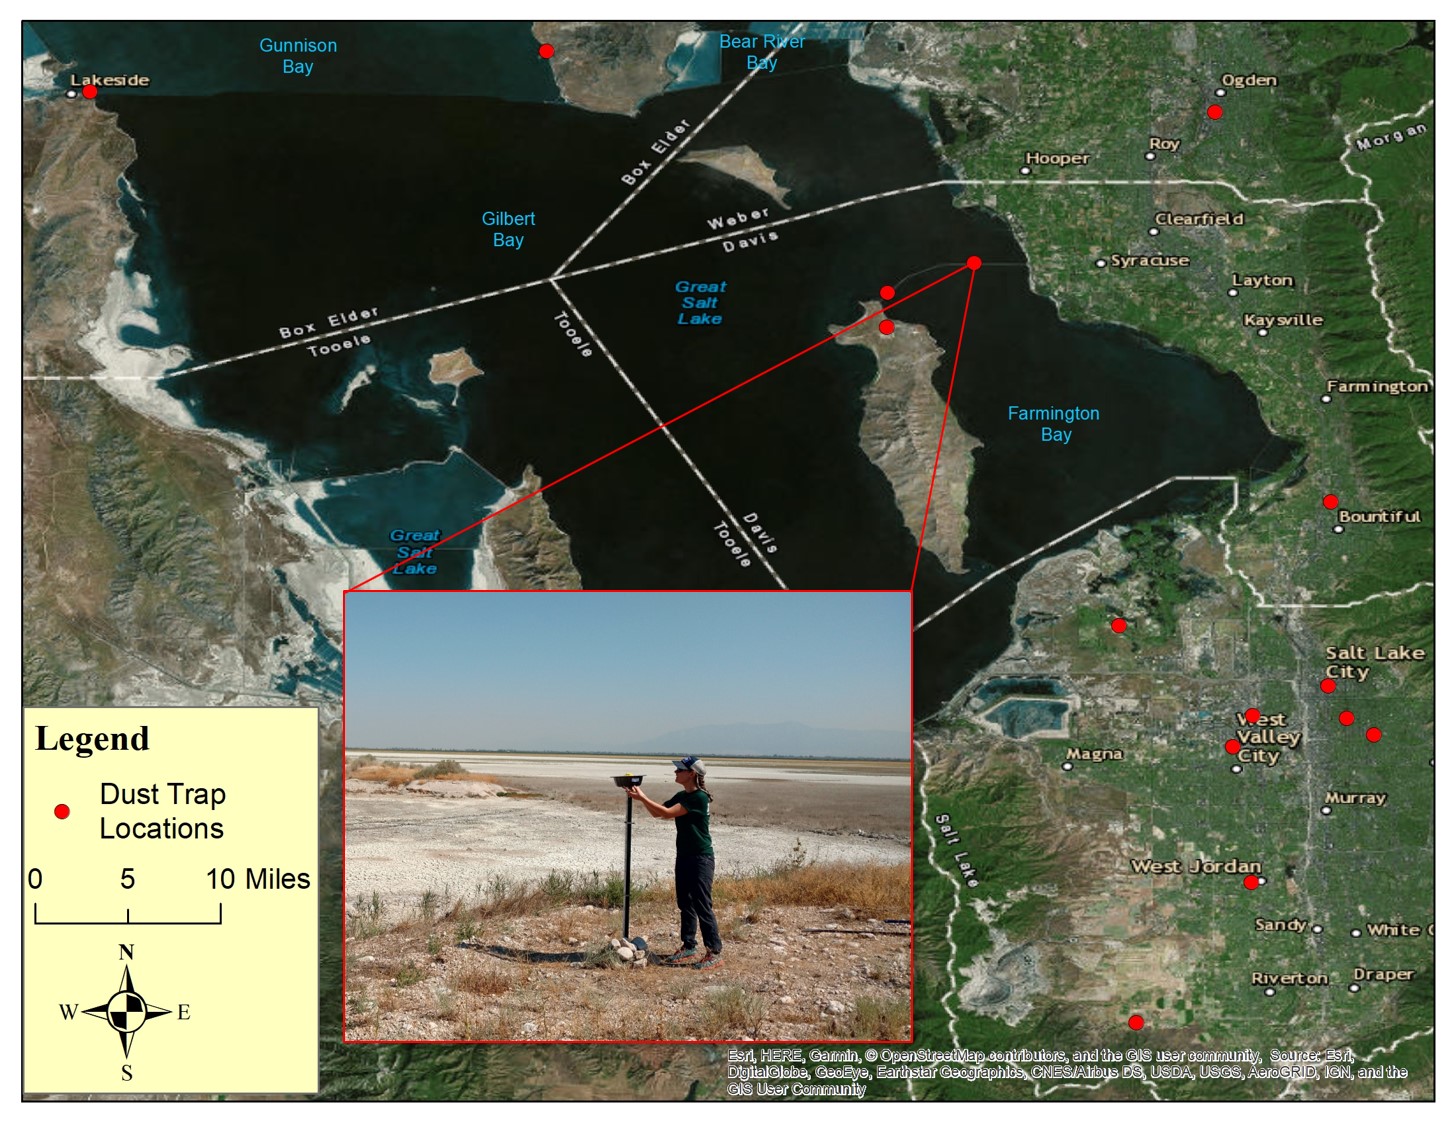 Gunnison
Bay
Bear River
Bay
Lakeside
Ogden
Morgan
Roy
Hooper
Box Elder
Gilbert
Bay
Weber
Davis
Clearfield
Syracuse
Layton
Great
Salt
Lake
Kaysville
Box Elder
Tooele
Tooele
Farmington
Farmington
Bay
Bountiful
Davis
Tooele
Great
Salt
Lake
Salt Lake
City
West
Valley
City
Magna
Murray
Salt Lake
West Jordan
Sandy
White C
Riverton
Draper
Legend
Dust Trap
Locations
0 5 10 Miles
N
W E
S
Esri, HERE, Garmin, © OpenStreetMap contributors, and the GIS user community, Source: Esri,
DigitalGlobe, GeoEye, Earthstar Geographics, CNES/Airbus DS, USDA, USGS, AeroGRID, IGN, and the
GIS User Community